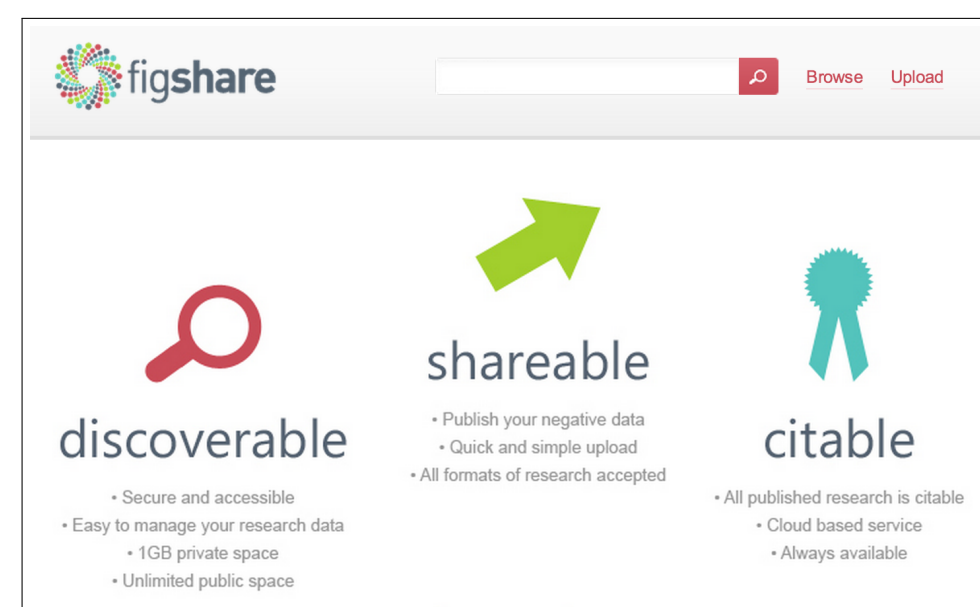 figshare
Browse
Upload
discoverable
• Secure and accessible
• Easy to manage your research data
• 1GB private space
• Unlimited public space
shareable
• Publish your negative data
• Quick and simple upload
• All formats of research accepted
citable
• All published research is citable
• Cloud based service
• Always available